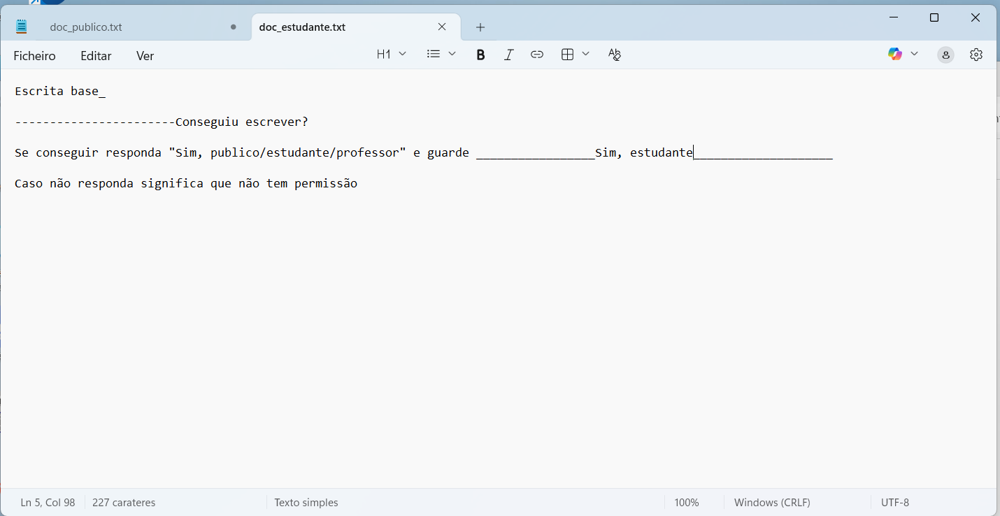 doc_publico.txt
doc_estudante.txt
Ficheiro Editar Ver
H1
Escrita base_
-----------------------Conseguiu escrever?
Se conseguir responda "Sim, publico/estudante/professor" e guarde _________________Sim, estudante____________________
Caso não responda significa que não tem permissão
Ln 5, Col 98 227 carateres Texto simples 100% Windows (CRLF) UTF-8